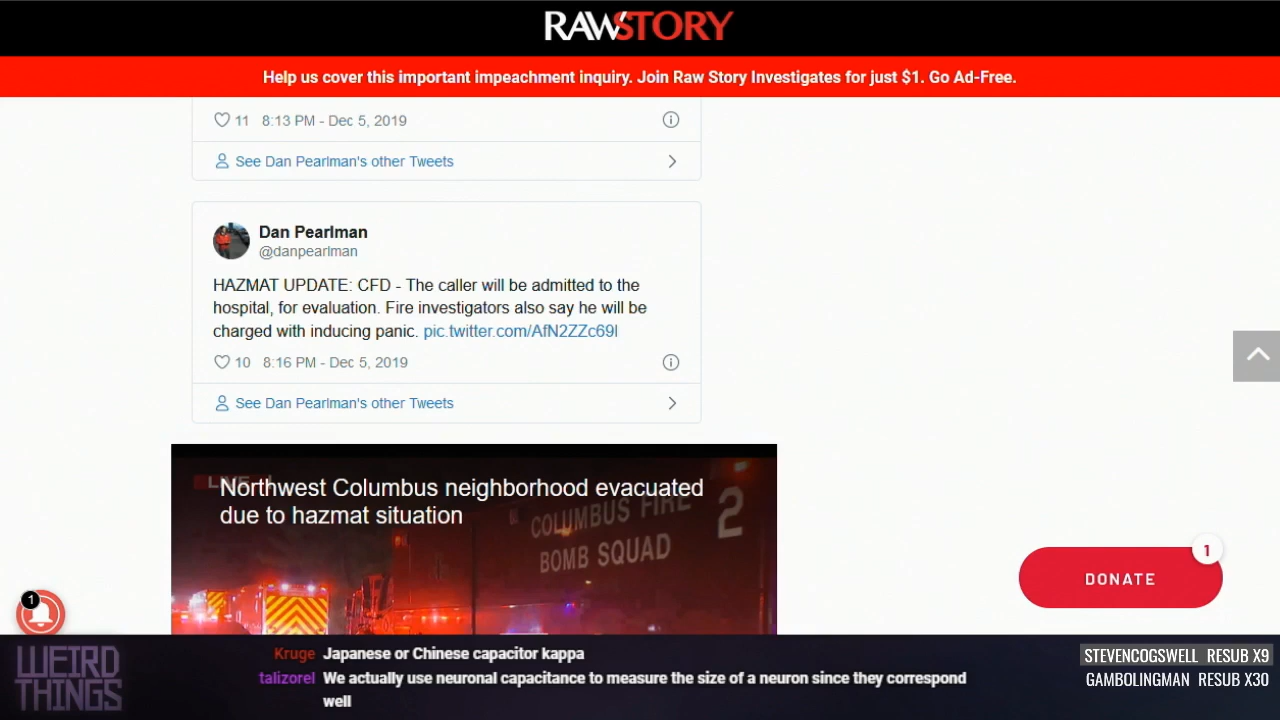 RAWSTORY
Help us cover this important impeachment inquiry. Join Raw Story Investigates for just $1. Go Ad-Free.
11 8:13 PM - Dec 5, 2019
See Dan Pearlman's other Tweets
Dan Pearlman
@danpearlman
HAZMAT UPDATE: CFD - The caller will be admitted to the
hospital, for evaluation. Fire investigators also say he will be
charged with inducing panic. pic.twitter.com/AfN2ZZc69l
10 8:16 PM - Dec 5, 2019
See Dan Pearlman's other Tweets
LIVE
Northwest Columbus neighborhood evacuated
due to hazmat situation
COLUMBUS FIRE 2
BOMB SQUAD
1
DONATE
1
WEIRD
THINGS
Kruge Japanese or Chinese capacitor kappa
talizorel We actually use neuronal capacitance to measure the size of a neuron since they correspond
well
STEVENCOGSWELL RESUB X9
GAMBOLINGMAN RESUB X30